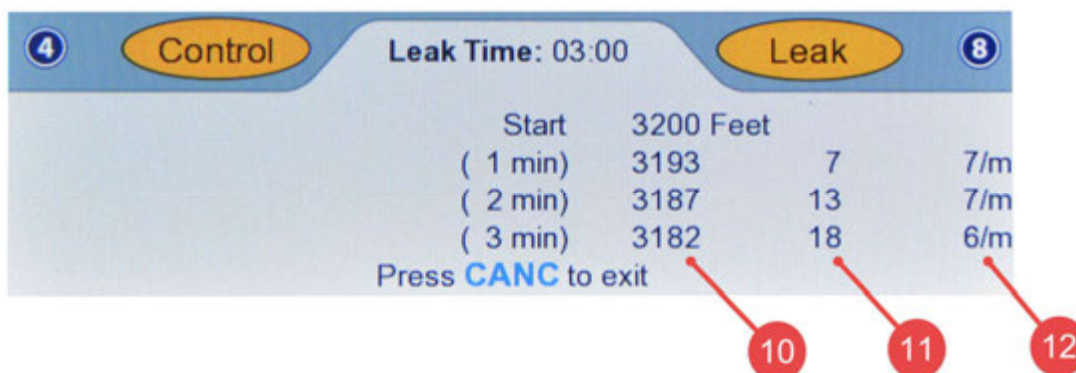 4 Control Leak Time: 03:00 Leak 8
Start 3200 Feet
( 1 min) 3193 7 7/m
( 2 min) 3187 13 7/m
( 3 min) 3182 18 6/m
Press CANC to exit
10 11 12